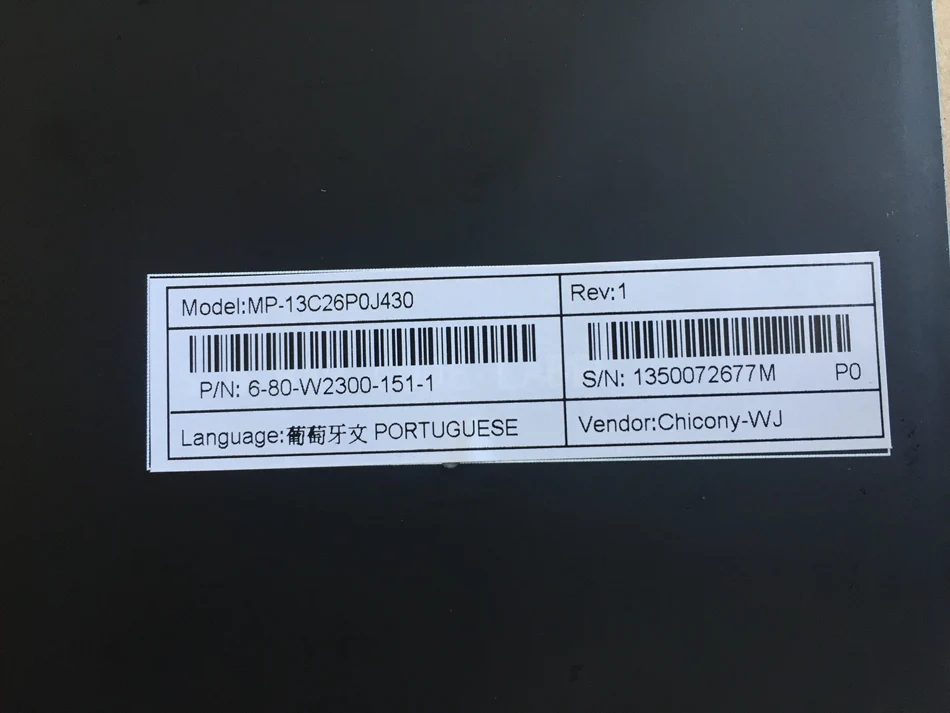 Model:MP-13C26P0J430
Rev:1
P/N: 6-80-W2300-151-1
S/N: 1350072677M P0
Language:葡萄牙文 PORTUGUESE
Vendor:Chicony-WJ